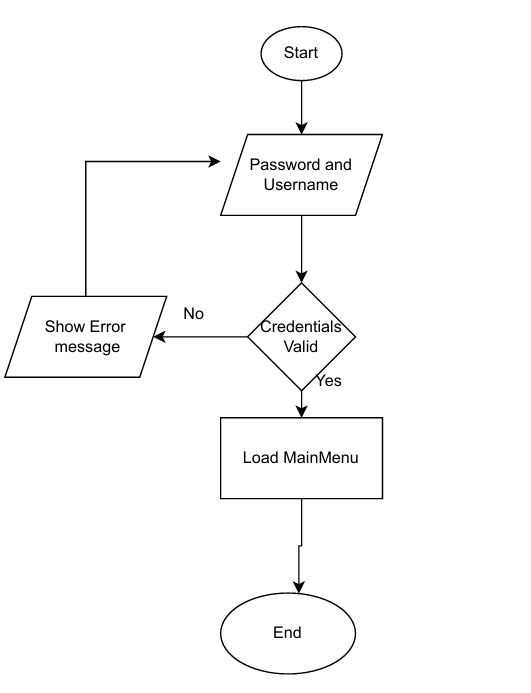 Start
Password and
Username
Credentials
Valid
No
Show Error
message
Yes
Load MainMenu
End